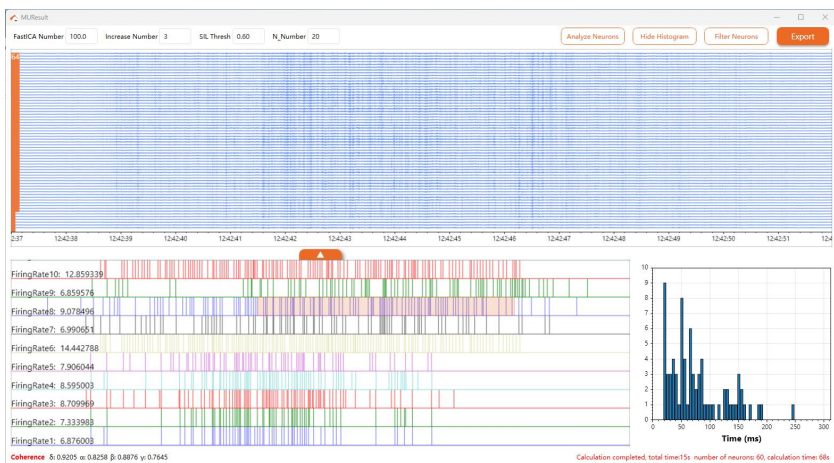 MUResult
FastICA Number 100.0 Increase Number 3 SIL Thresh 0.60 N_Number 20 Analyze Neurons Hide Histogram Filter Neurons Export
64
2:37 12:42:38 12:42:39 12:42:40 12:42:41 12:42:42 12:42:43 12:42:44 12:42:45 12:42:46 12:42:47 12:42:48 12:42:49 12:42:50 12:42:51 12:4
FiringRate10: 12.859339
FiringRate9: 6.859576
FiringRate8: 9.078496
FiringRate7: 6.990651
FiringRate6: 14.442788
FiringRate5: 7.906044
FiringRate4: 8.595003
FiringRate3: 8.709969
FiringRate2: 7.333983
FiringRate1: 6.876003
10
9
8
7
6
5
4
3
2
1
0
0 50 100 150 200 250 300
Time (ms)
Coherence δ: 0.9205 α: 0.8258 β: 0.8876 γ: 0.7645
Calculation completed, total time:15s number of neurons: 60, calculation time: 68s